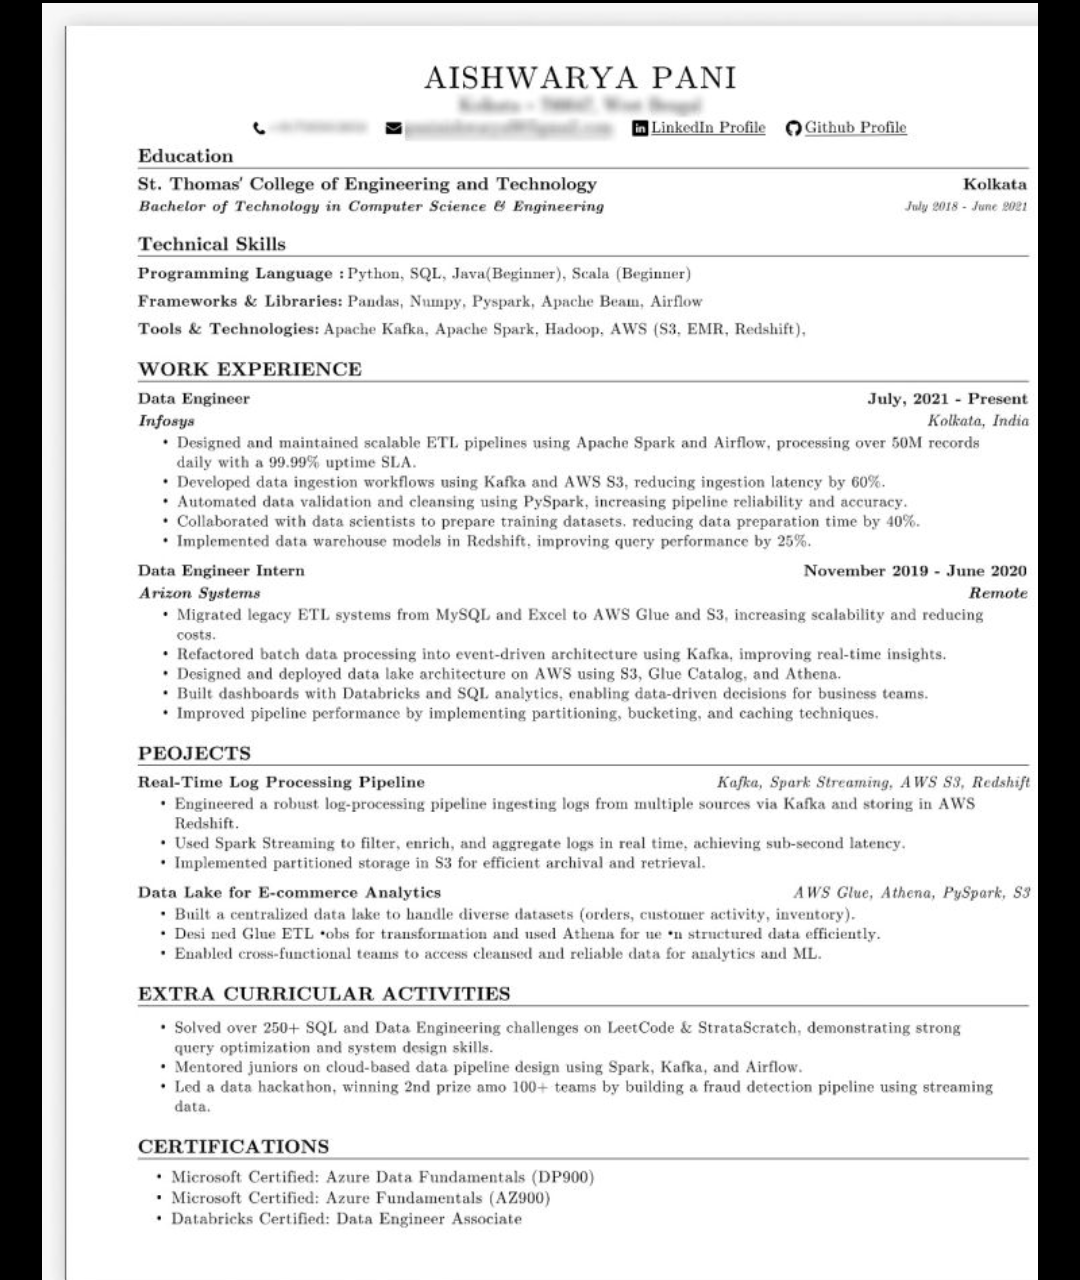 AISHWARYA PANI
LinkedIn Profile Github Profile
Education
St. Thomas' College of Engineering and Technology Kolkata
Bachelor of Technology in Computer Science & Engineering July 2018 - June 2021
Technical Skills
Programming Language : Python, SQL, Java(Beginner), Scala (Beginner)
Frameworks & Libraries: Pandas, Numpy, Pyspark, Apache Beam, Airflow
Tools & Technologies: Apache Kafka, Apache Spark, Hadoop, AWS (S3, EMR, Redshift),
WORK EXPERIENCE
Data Engineer July, 2021 - Present
Infosys Kolkata, India
• Designed and maintained scalable ETL pipelines using Apache Spark and Airflow, processing over 50M records
daily with a 99.99% uptime SLA.
• Developed data ingestion workflows using Kafka and AWS S3, reducing ingestion latency by 60%.
• Automated data validation and cleansing using PySpark, increasing pipeline reliability and accuracy.
• Collaborated with data scientists to prepare training datasets. reducing data preparation time by 40%.
• Implemented data warehouse models in Redshift, improving query performance by 25%.
Data Engineer Intern November 2019 - June 2020
Arizon Systems Remote
• Migrated legacy ETL systems from MySQL and Excel to AWS Glue and S3, increasing scalability and reducing
costs.
• Refactored batch data processing into event-driven architecture using Kafka, improving real-time insights.
• Designed and deployed data lake architecture on AWS using S3, Glue Catalog, and Athena.
• Built dashboards with Databricks and SQL analytics, enabling data-driven decisions for business teams.
• Improved pipeline performance by implementing partitioning, bucketing, and caching techniques.
PEOJECTS
Real-Time Log Processing Pipeline Kafka, Spark Streaming, AWS S3, Redshift
• Engineered a robust log-processing pipeline ingesting logs from multiple sources via Kafka and storing in AWS
Redshift.
• Used Spark Streaming to filter, enrich, and aggregate logs in real time, achieving sub-second latency.
• Implemented partitioned storage in S3 for efficient archival and retrieval.
Data Lake for E-commerce Analytics AWS Glue, Athena, PySpark, S3
• Built a centralized data lake to handle diverse datasets (orders, customer activity, inventory).
• Desi ned Glue ETL •obs for transformation and used Athena for ue •n structured data efficiently.
• Enabled cross-functional teams to access cleansed and reliable data for analytics and ML.
EXTRA CURRICULAR ACTIVITIES
• Solved over 250+ SQL and Data Engineering challenges on LeetCode & StrataScratch, demonstrating strong
query optimization and system design skills.
• Mentored juniors on cloud-based data pipeline design using Spark, Kafka, and Airflow.
• Led a data hackathon, winning 2nd prize amo 100+ teams by building a fraud detection pipeline using streaming
data.
CERTIFICATIONS
• Microsoft Certified: Azure Data Fundamentals (DP900)
• Microsoft Certified: Azure Fundamentals (AZ900)
• Databricks Certified: Data Engineer Associate